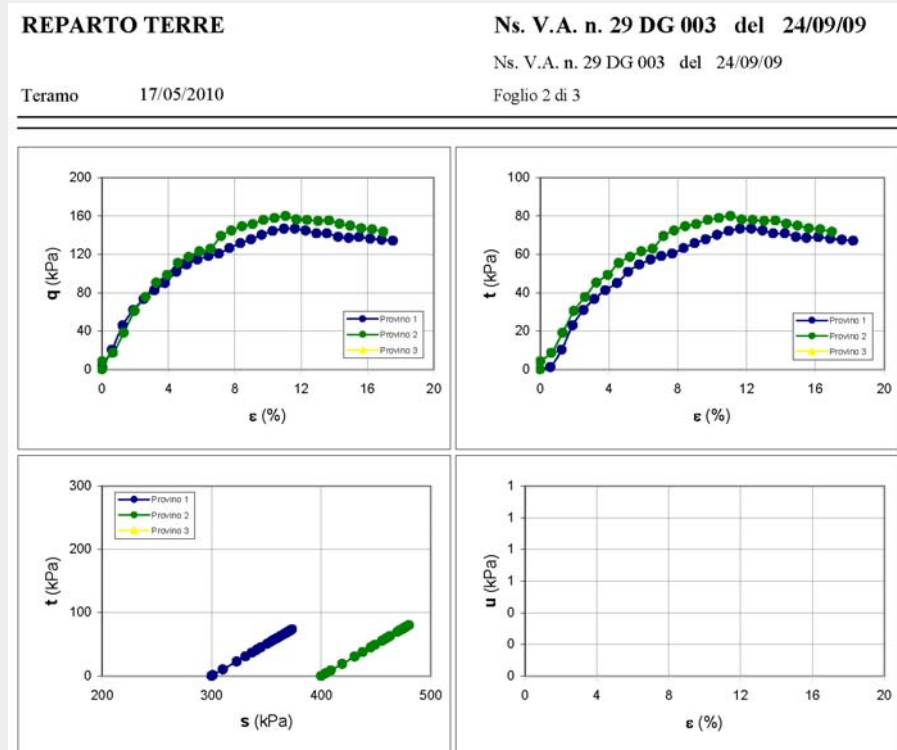 REPARTO TERRE
Ns. V.A. n. 29 DG 003 del 24/09/09
Ns. V.A. n. 29 DG 003 del 24/09/09
Teramo 17/05/2010
Foglio 2 di 3
200
160
120
80
40
0
q (kPa)
0 4 8 12 16 20
ε (%)
Provino 1
Provino 2
Provino 3
100
80
60
40
20
0
t (kPa)
0 4 8 12 16 20
ε (%)
Provino 1
Provino 2
Provino 3
300
200
100
0
t (kPa)
200 300 400 500
s (kPa)
Provino 1
Provino 2
Provino 3
1
1
1
1
0
0
0
u (kPa)
0 4 8 12 16 20
ε (%)